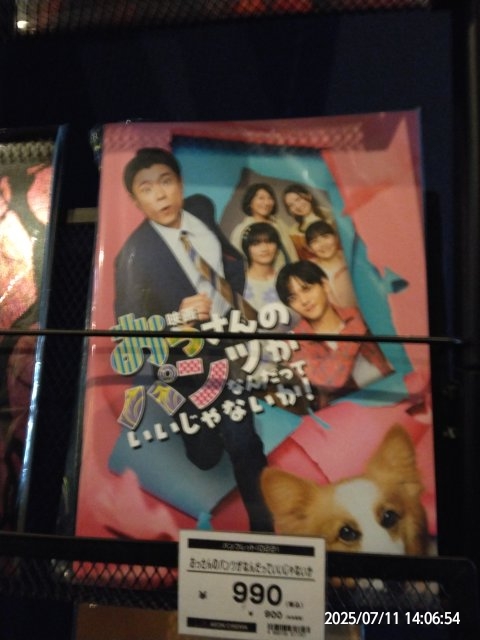 映画
おっさんの
パンツが
なんだって
いいじゃないか!
おっさんのパンツがなんだっていいじゃないか
¥ 990 (税込)
¥ 900
AEON CINEMA
2025/07/11 14:06:54